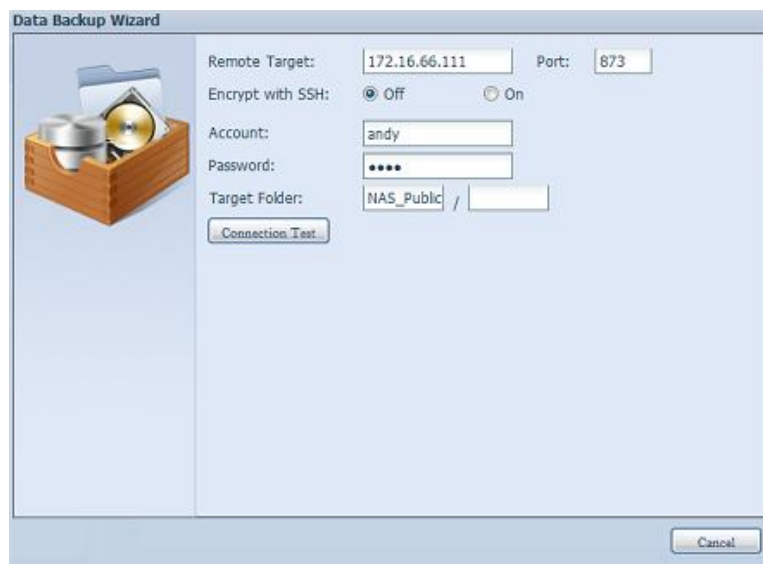 Data Backup Wizard
Remote Target: 172.16.66.111 Port: 873
Encrypt with SSH: Off On
Account: andy
Password: ••••
Target Folder: NAS_Public /
Connection Test
Cancel